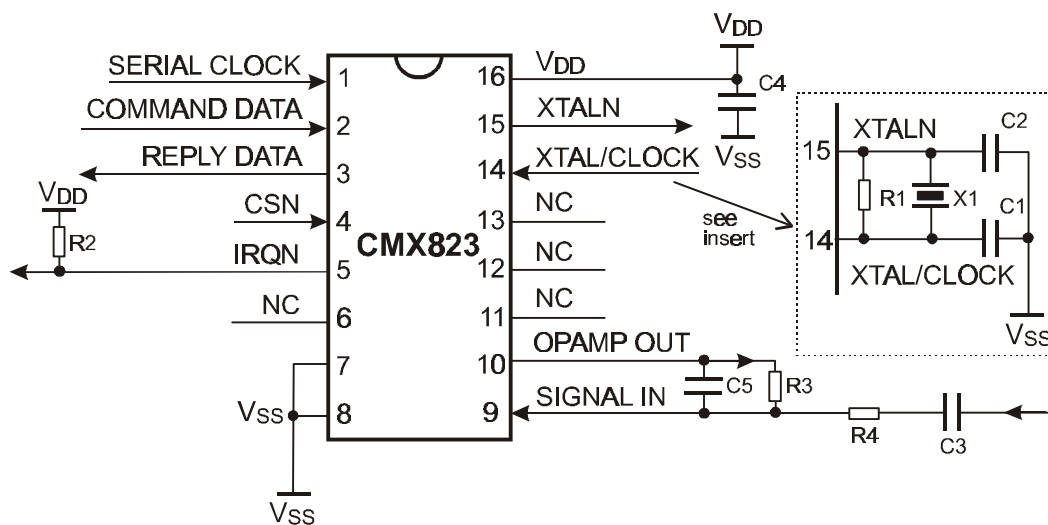 VDD
SERIAL CLOCK
1
COMMAND DATA
2
REPLY DATA
3
VDD
R2
CSN
4
IRQN
5
NC
6
7
VSS
8
VSS
CMX823
16
VDD
VDD
C4
VSS
15
XTALN
14
XTAL/CLOCK
see
insert
13
NC
12
NC
11
NC
10
OPAMP OUT
C5
R3
9
SIGNAL IN
R4
C3
15
XTALN
C2
R1
X1
C1
14
XTAL/CLOCK
VSS